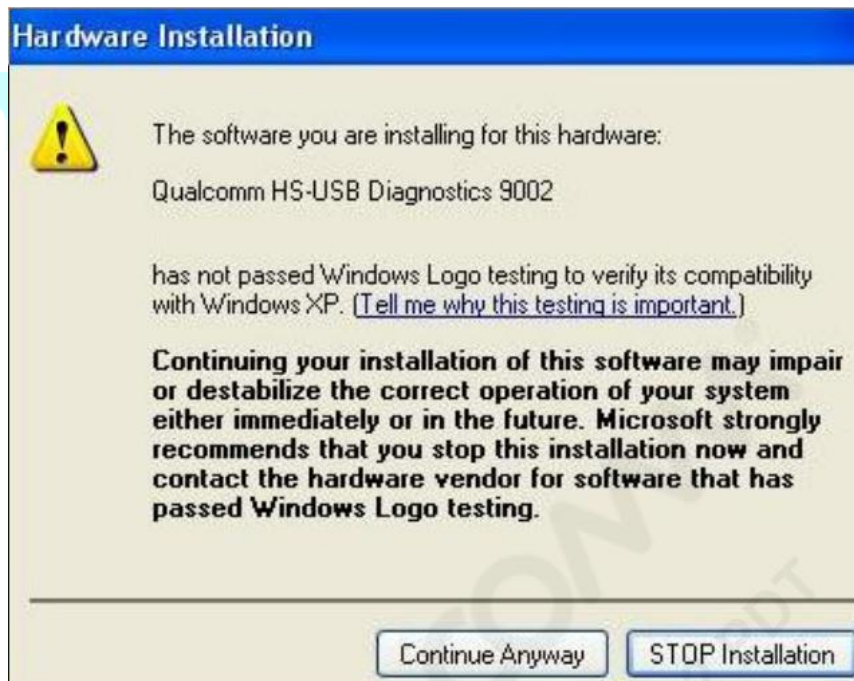 Hardware Installation
The software you are installing for this hardware:
Qualcomm HS-USB Diagnostics 9002
has not passed Windows Logo testing to verify its compatibility
with Windows XP. (Tell me why this testing is important.)
Continuing your installation of this software may impair
or destabilize the correct operation of your system
either immediately or in the future. Microsoft strongly
recommends that you stop this installation now and
contact the hardware vendor for software that has
passed Windows Logo testing.
Continue Anyway
STOP Installation